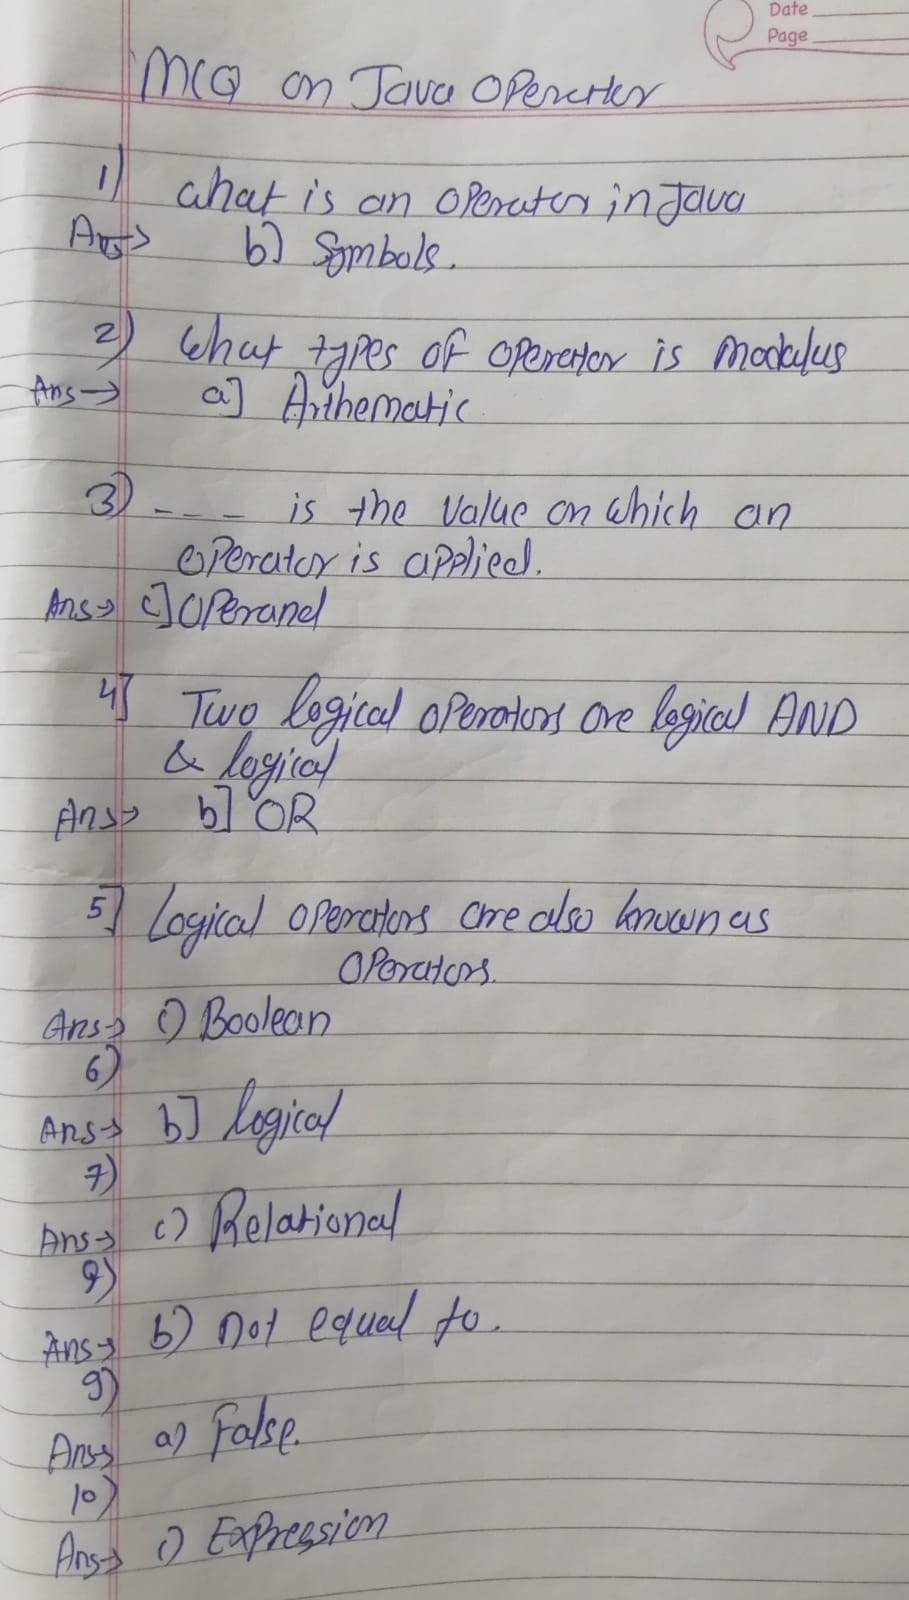 Date
Page
MCQ on Java Operator
1) What is an operator in Java
Ans→ b] Symbols.
2) What types of operator is modulus
Ans→ a] Arithematic
3) ---- is the value on which an
operator is applied.
Ans→ c] Operand
4] Two logical operators are logical AND
& logical
Ans→ b] OR
5] Logical operators are also known as
operators.
Ans→ c) Boolean
6)
Ans→ b] logical
7)
Ans→ c) Relational
8)
Ans→ b) not equal to.
9)
Ans→ a) False.
10)
Ans→ c) Expression